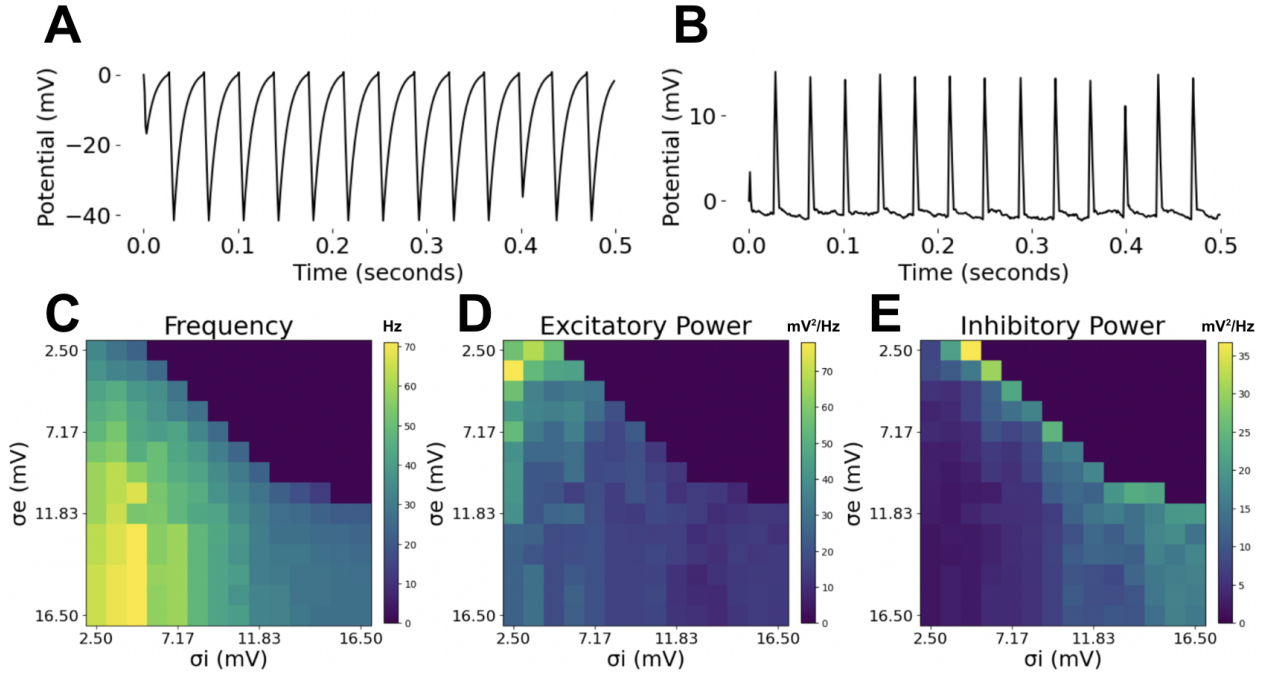 A
Potential (mV)
0
−20
−40
0.0 0.1 0.2 0.3 0.4 0.5
Time (seconds)
B
Potential (mV)
10
0
0.0 0.1 0.2 0.3 0.4 0.5
Time (seconds)
C
Frequency
Hz
σe (mV)
2.50
7.17
11.83
16.50
2.50 7.17 11.83 16.50
σi (mV)
70
60
50
40
30
20
10
0
D
Excitatory Power
mV²/Hz
σe (mV)
2.50
7.17
11.83
16.50
2.50 7.17 11.83 16.50
σi (mV)
70
60
50
40
30
20
10
0
E
Inhibitory Power
mV²/Hz
σe (mV)
2.50
7.17
11.83
16.50
2.50 7.17 11.83 16.50
σi (mV)
35
30
25
20
15
10
5
0